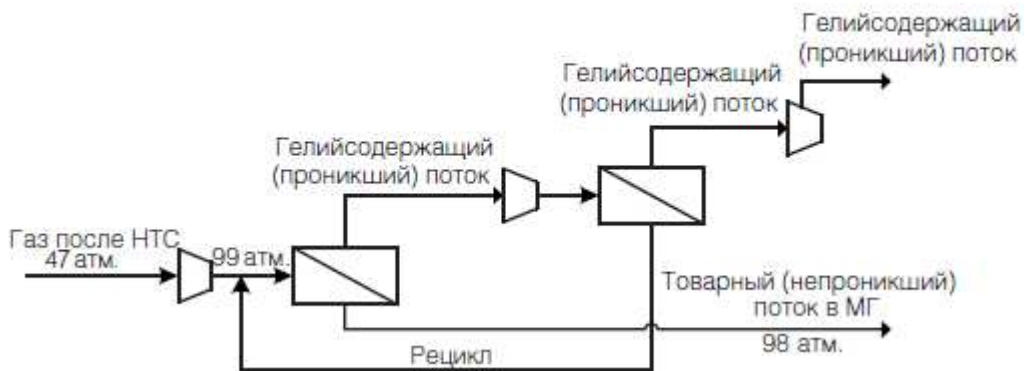 Гелийсодержащий
(проникший) поток
Гелийсодержащий
(проникший) поток
Гелийсодержащий
(проникший) поток
Газ после НТС
47 атм.
99 атм.
Товарный (непроникший)
поток в МГ
98 атм.
Рецикл